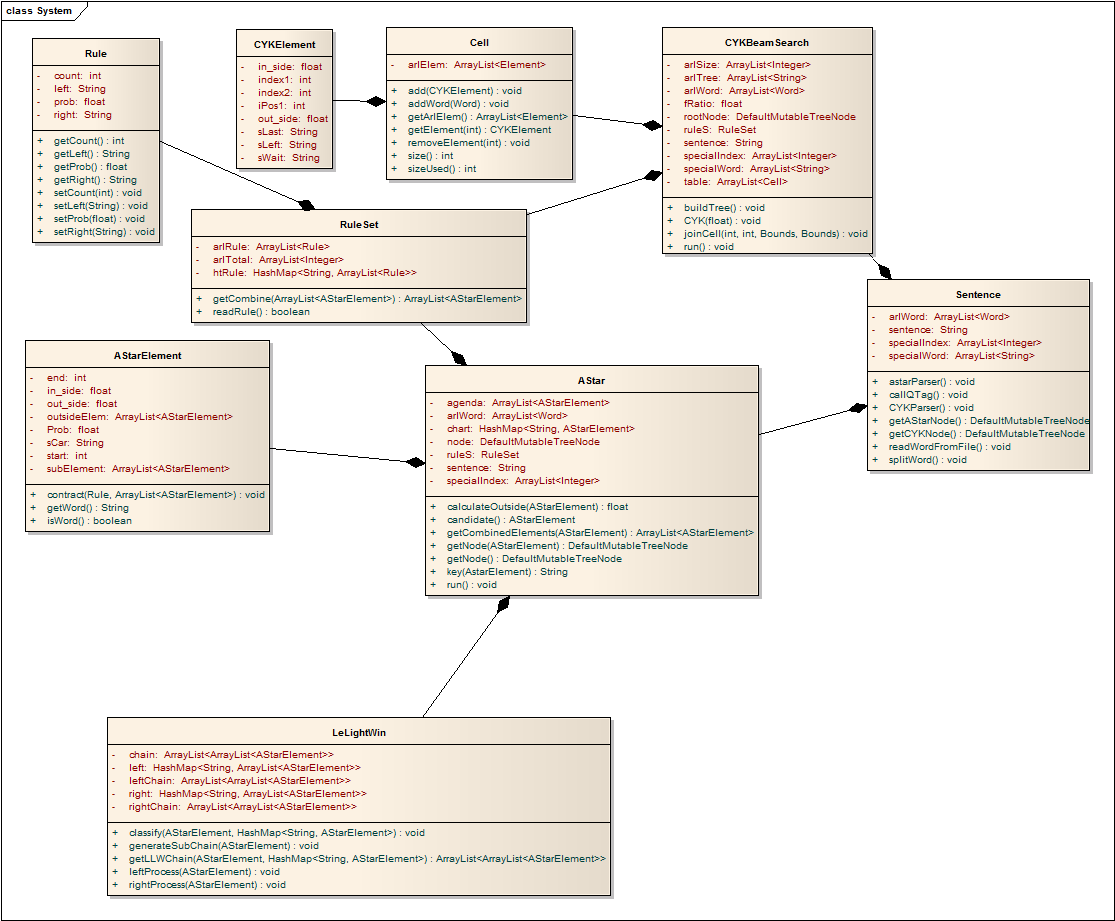 class System
Rule
- count: int
- left: String
- prob: float
- right: String
+ getCount() : int
+ getLeft() : String
+ getProb() : float
+ getRight() : String
+ setCount(int) : void
+ setLeft(String) : void
+ setProb(float) : void
+ setRight(String) : void
CYKElement
- in_side: float
- index1: int
- index2: int
- iPos1: int
- out_side: float
- sLast: String
- sLeft: String
- sWait: String
Cell
- arlElem: ArrayList<Element>
+ add(CYKElement) : void
+ addWord(Word) : void
+ getArlElem() : ArrayList<Element>
+ getElement(int) : CYKElement
+ removeElement(int) : void
+ size() : int
+ sizeUsed() : int
CYKBeamSearch
- arlSize: ArrayList<Integer>
- arlTree: ArrayList<String>
- arlWord: ArrayList<Word>
- fRatio: float
- rootNode: DefaultMutableTreeNode
- ruleS: RuleSet
- sentence: String
- specialIndex: ArrayList<Integer>
- specialWord: ArrayList<String>
- table: ArrayList<Cell>
+ buildTree() : void
+ CYK(float) : void
+ joinCell(int, int, Bounds, Bounds) : void
+ run() : void
RuleSet
- arlRule: ArrayList<Rule>
- arlTotal: ArrayList<Integer>
- htRule: HashMap<String, ArrayList<Rule>>
+ getCombine(ArrayList<AStarElement>) : ArrayList<AStarElement>
+ readRule() : boolean
Sentence
- arlWord: ArrayList<Word>
- sentence: String
- specialIndex: ArrayList<Integer>
- specialWord: ArrayList<String>
+ astarParser() : void
+ callQTag() : void
+ CYKParser() : void
+ getAStarNode() : DefaultMutableTreeNode
+ getCYKNode() : DefaultMutableTreeNode
+ readWordFromFile() : void
+ splitWord() : void
AStarElement
- end: int
- in_side: float
- out_side: float
- outsideElem: ArrayList<AStarElement>
- Prob: float
- sCar: String
- start: int
- subElement: ArrayList<AStarElement>
+ contract(Rule, ArrayList<AStarElement>) : void
+ getWord() : String
+ isWord() : boolean
AStar
- agenda: ArrayList<AStarElement>
- arlWord: ArrayList<Word>
- chart: HashMap<String, AStarElement>
- node: DefaultMutableTreeNode
- ruleS: RuleSet
- sentence: String
- specialIndex: ArrayList<Integer>
+ calculateOutside(AStarElement) : float
+ candidate() : AStarElement
+ getCombinedElements(AStarElement) : ArrayList<AStarElement>
+ getNode(AStarElement) : DefaultMutableTreeNode
+ getNode() : DefaultMutableTreeNode
+ key(AstarElement) : String
+ run() : void
LeLightWin
- chain: ArrayList<ArrayList<AStarElement>>
- left: HashMap<String, ArrayList<AStarElement>>
- leftChain: ArrayList<ArrayList<AStarElement>>
- right: HashMap<String, ArrayList<AStarElement>>
- rightChain: ArrayList<ArrayList<AStarElement>>
+ classify(AStarElement, HashMap<String, AStarElement>) : void
+ generateSubChain(AStarElement) : void
+ getLLWChain(AStarElement, HashMap<String, AStarElement>) : ArrayList<ArrayList<AStarElement>>
+ leftProcess(AStarElement) : void
+ rightProcess(AStarElement) : void